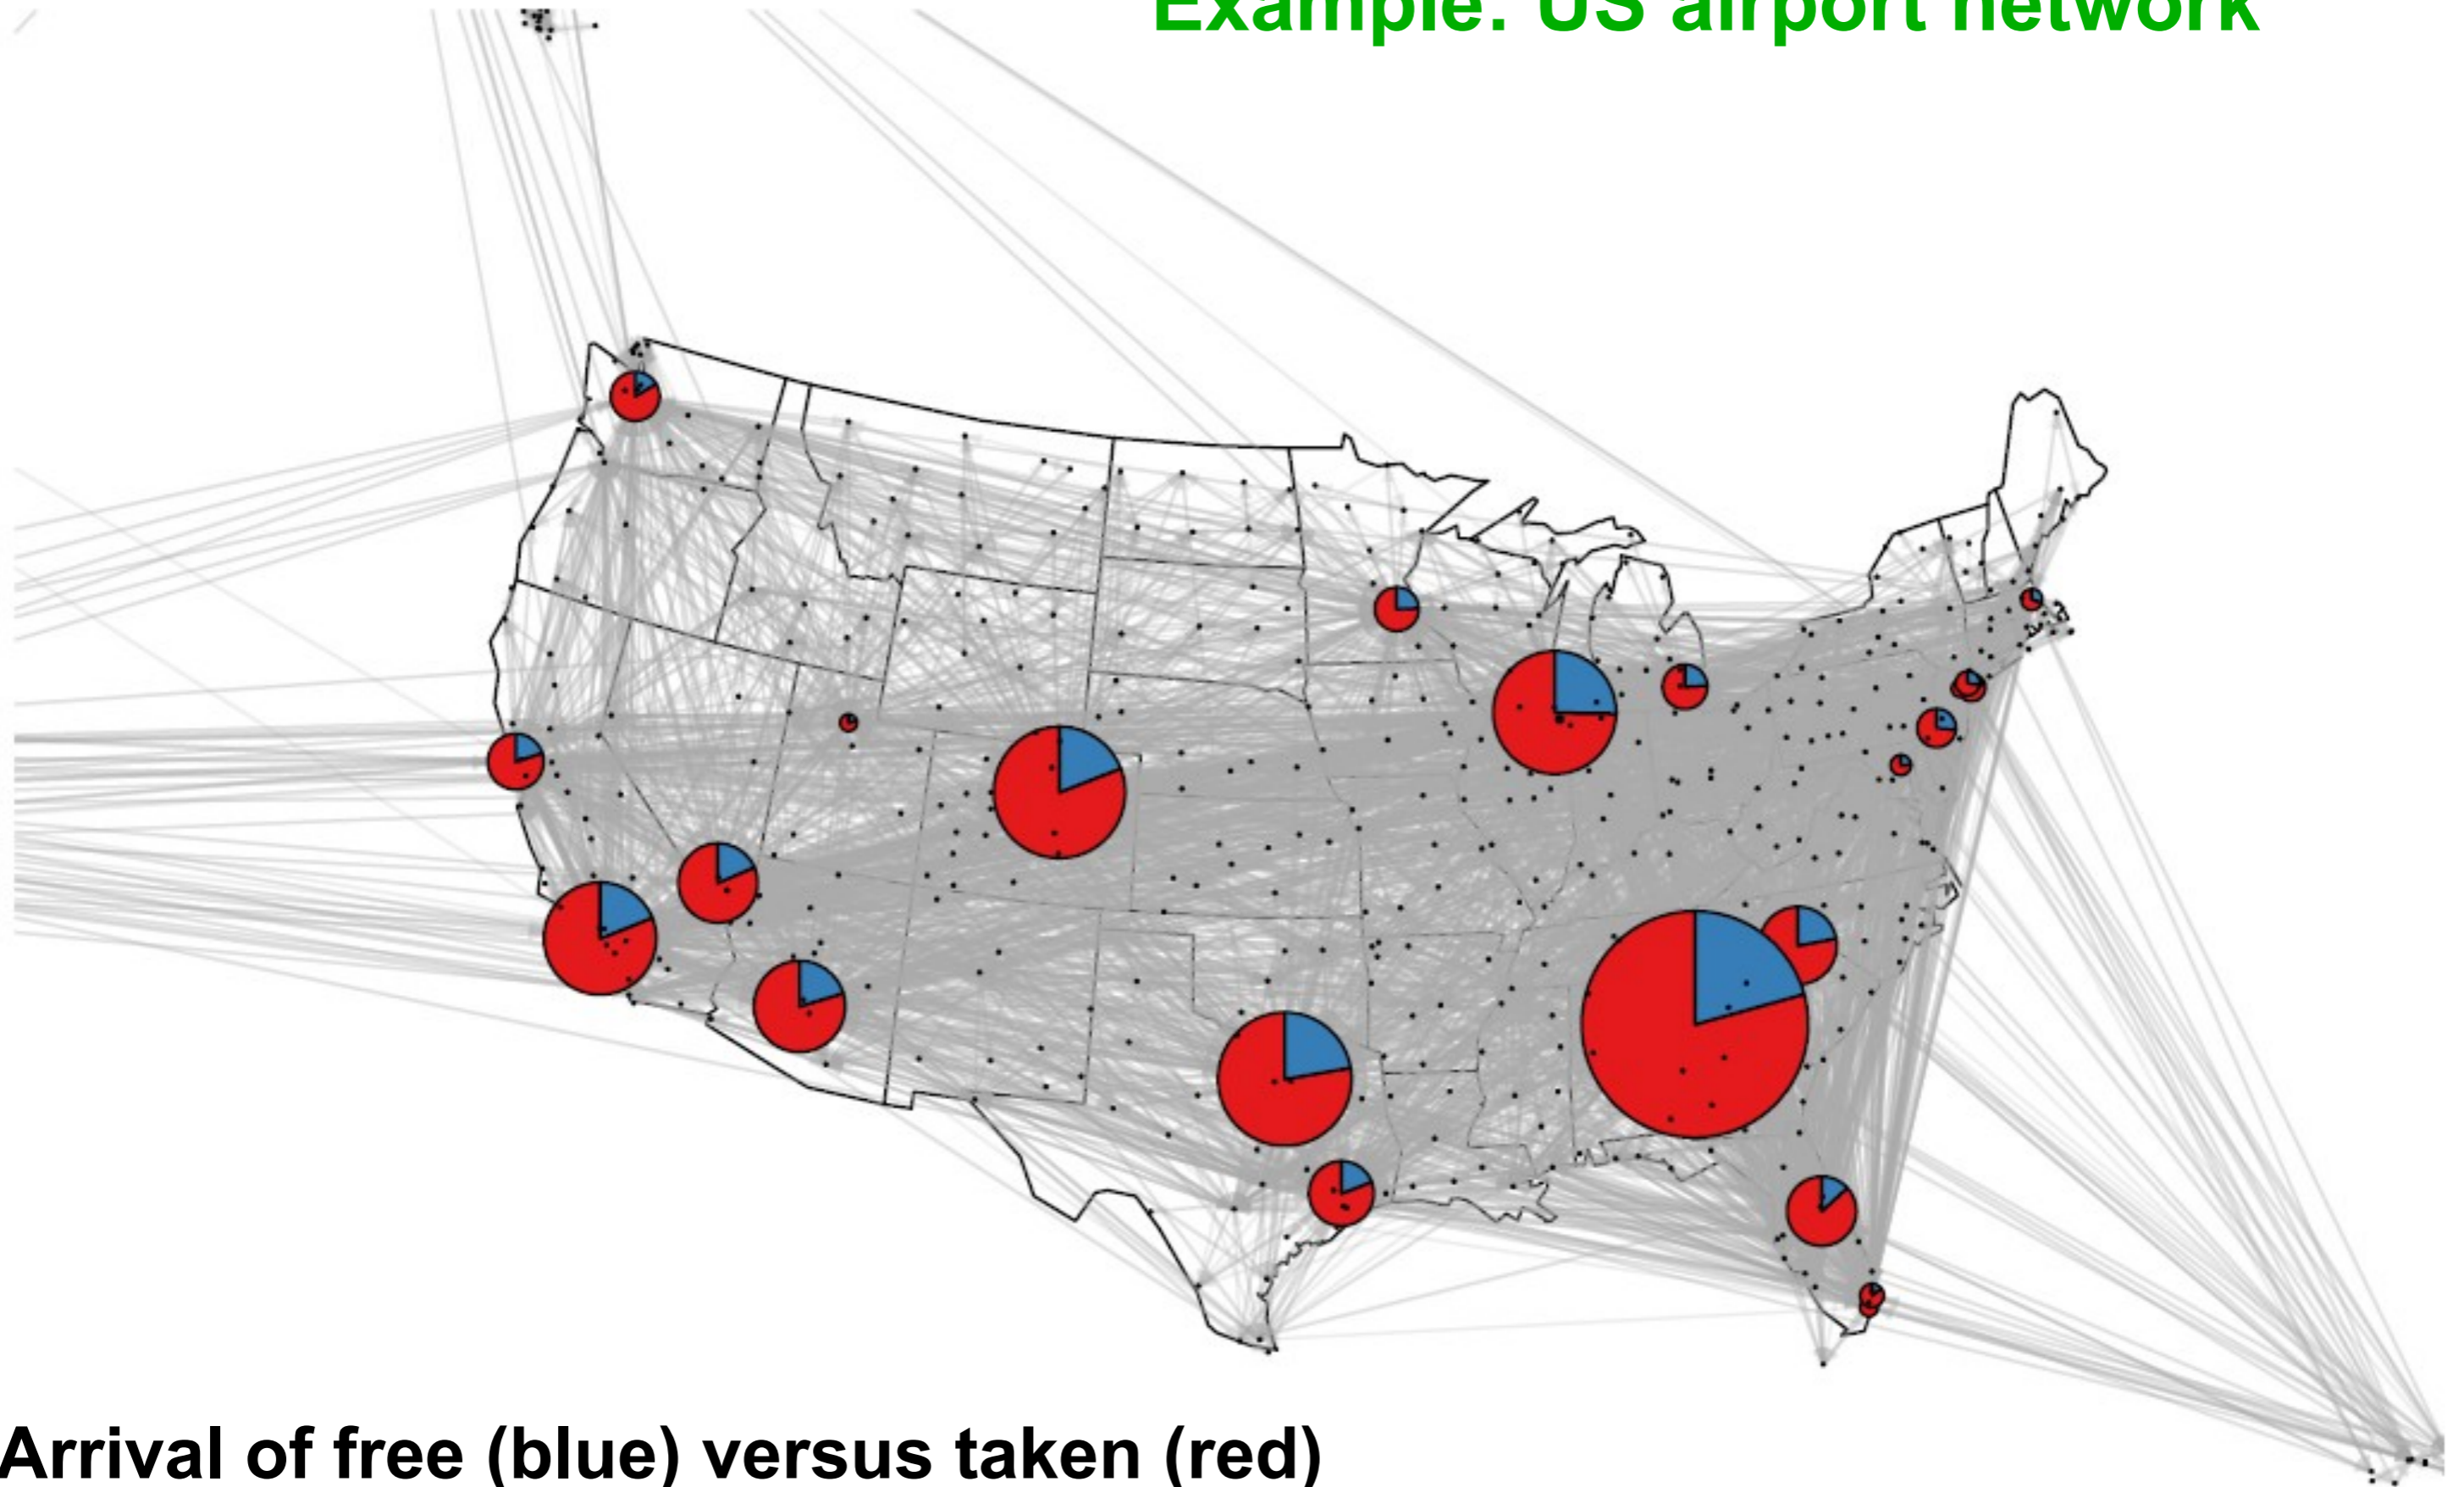 Example: US airport network
Arrival of free (blue) versus taken (red)